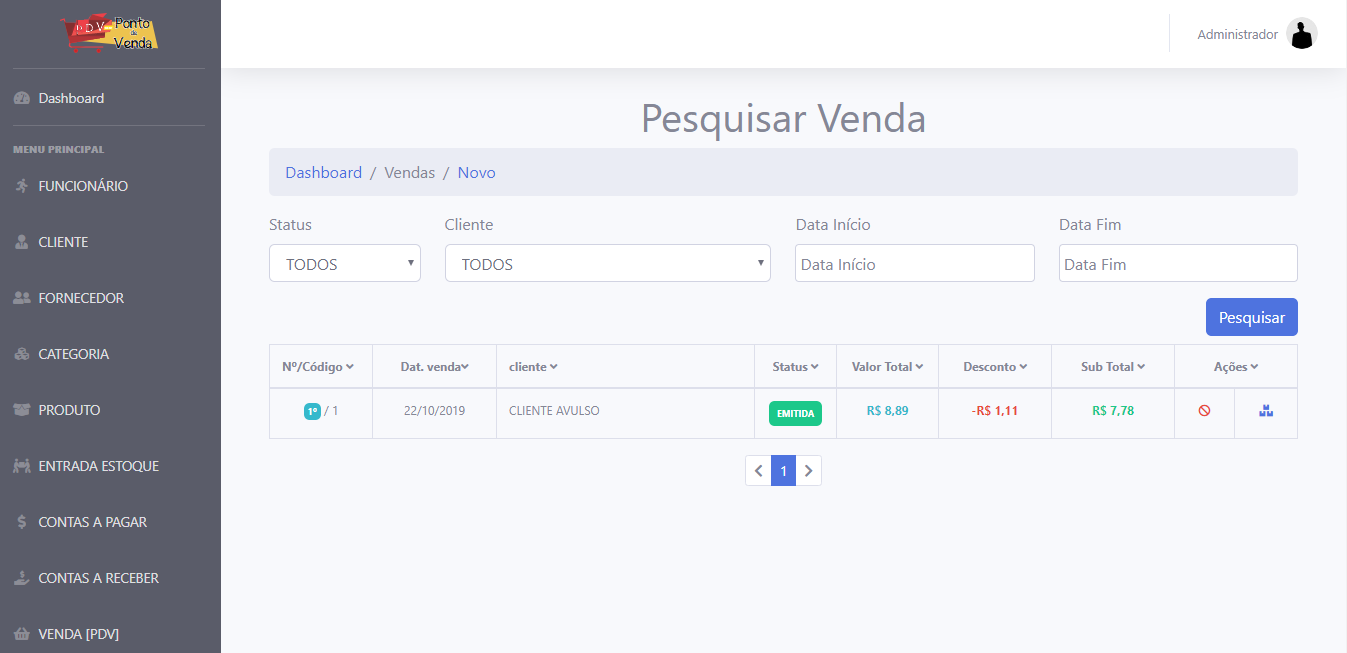 PDV Ponto
de
Venda
Administrador
Dashboard
MENU PRINCIPAL
FUNCIONÁRIO
CLIENTE
FORNECEDOR
CATEGORIA
PRODUTO
ENTRADA ESTOQUE
CONTAS A PAGAR
CONTAS A RECEBER
VENDA [PDV]
Pesquisar Venda
Dashboard / Vendas / Novo
Status Cliente Data Início Data Fim
TODOS TODOS Data Início Data Fim
Pesquisar
Nº/Código Dat. venda cliente Status Valor Total Desconto Sub Total Ações
1º / 1 22/10/2019 CLIENTE AVULSO EMITIDA R$ 8,89 -R$ 1,11 R$ 7,78
1